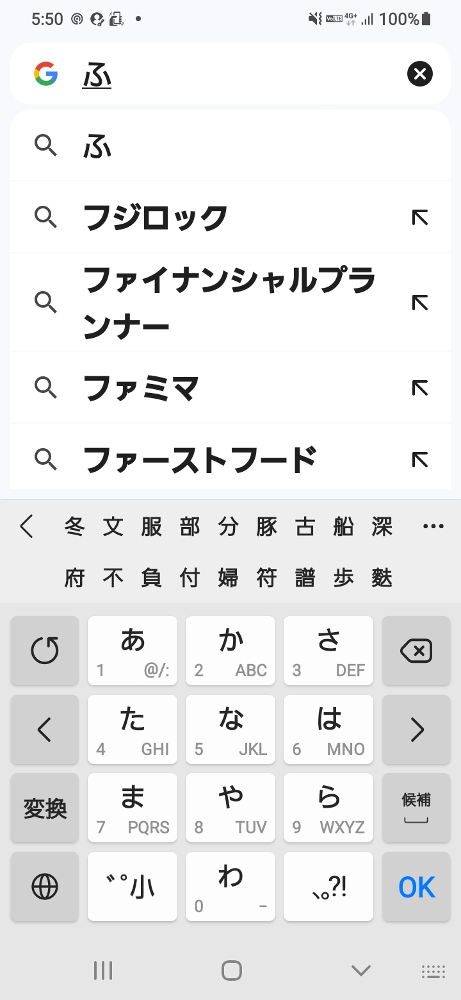 5:50 VoLTE 4G+ 100%
ふ
ふ
フジロック
ファイナンシャルプラ
ンナー
ファミマ
ファーストフード
冬 文 服 部 分 豚 古 船 深 …
府 不 負 付 婦 符 譜 歩 麩
あ か さ
1 @/: 2 ABC 3 DEF
た な は
4 GHI 5 JKL 6 MNO
変換 ま や ら 候補
7 PQRS 8 TUV 9 WXYZ
゛゜小 わ 、。?! OK
0 ー